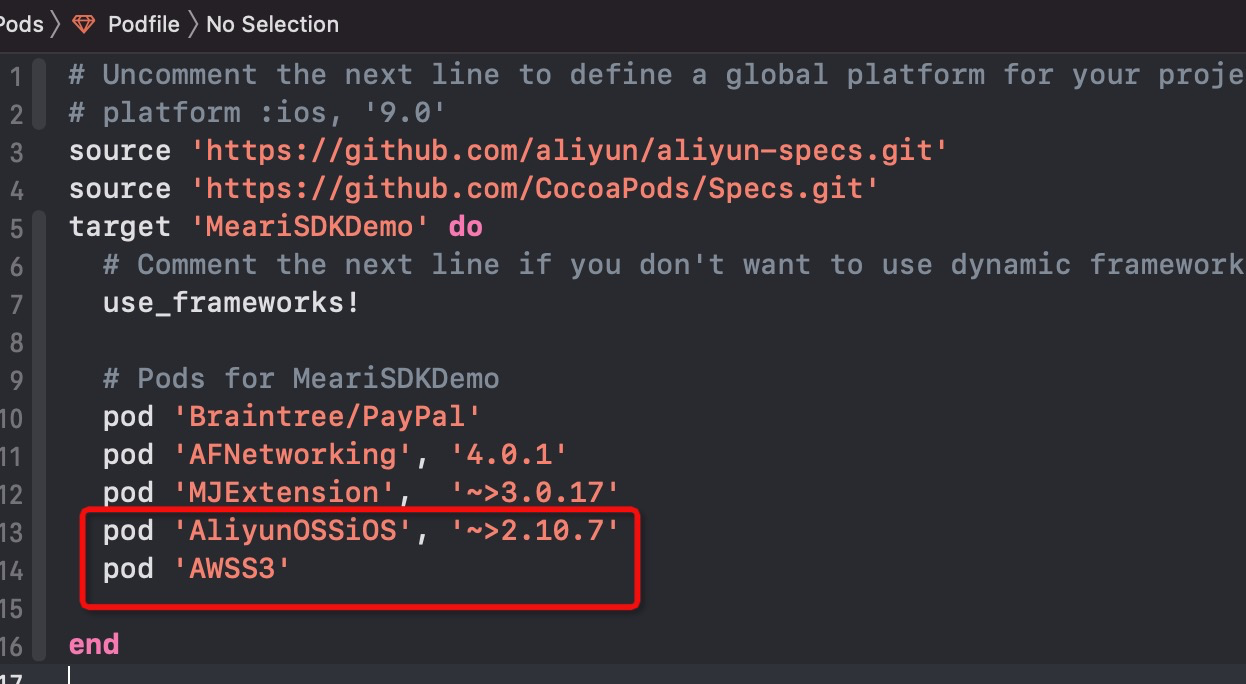 Pods Podfile No Selection
1 # Uncomment the next line to define a global platform for your proje
2 # platform :ios, '9.0'
3 source 'https://github.com/aliyun/aliyun-specs.git'
4 source 'https://github.com/CocoaPods/Specs.git'
5 target 'MeariSDKDemo' do
6 # Comment the next line if you don't want to use dynamic framework
7 use_frameworks!
8
9 # Pods for MeariSDKDemo
10 pod 'Braintree/PayPal'
11 pod 'AFNetworking', '4.0.1'
12 pod 'MJExtension',  '~>3.0.17'
13 pod 'AliyunOSSiOS', '~>2.10.7'
14 pod 'AWSS3'
15
16 end
17